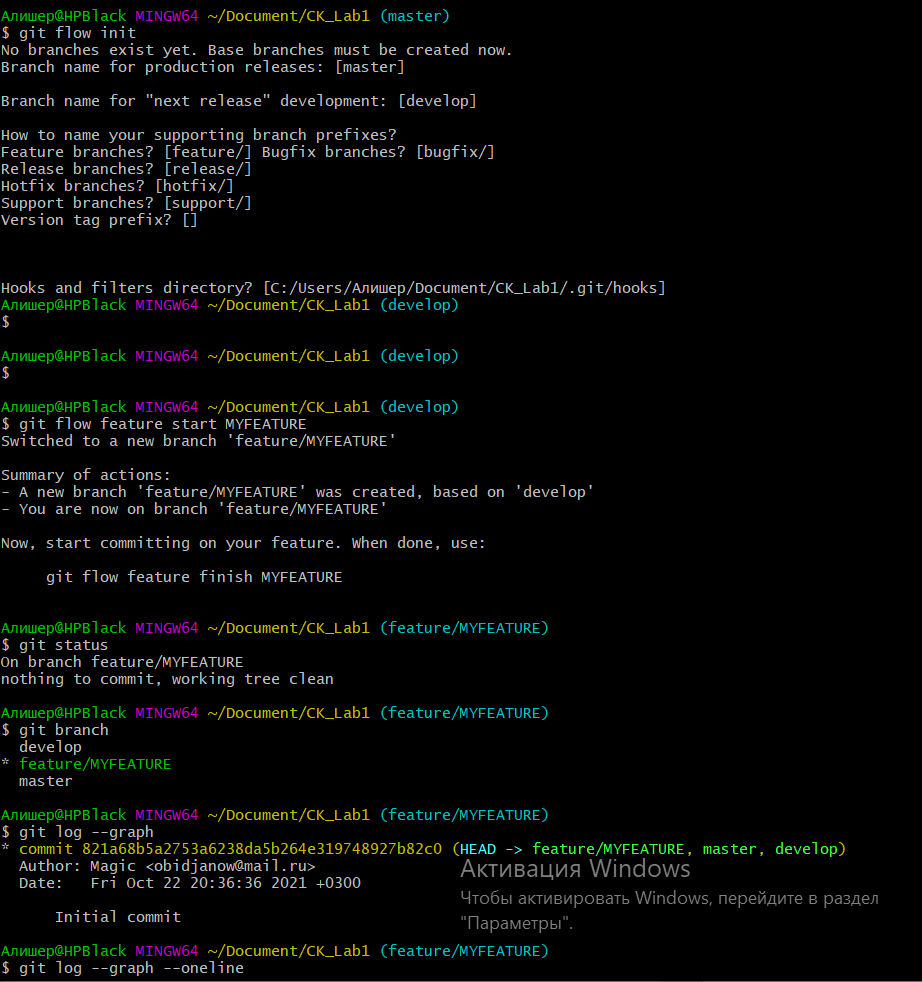 Алишер@HPBlack MINGW64 ~/Document/CK_Lab1 (master)
$ git flow init
No branches exist yet. Base branches must be created now.
Branch name for production releases: [master]
Branch name for "next release" development: [develop]
How to name your supporting branch prefixes?
Feature branches? [feature/] Bugfix branches? [bugfix/]
Release branches? [release/]
Hotfix branches? [hotfix/]
Support branches? [support/]
Version tag prefix? []
Hooks and filters directory? [C:/Users/Алишер/Document/CK_Lab1/.git/hooks]
Алишер@HPBlack MINGW64 ~/Document/CK_Lab1 (develop)
$
Алишер@HPBlack MINGW64 ~/Document/CK_Lab1 (develop)
$
Алишер@HPBlack MINGW64 ~/Document/CK_Lab1 (develop)
$ git flow feature start MYFEATURE
Switched to a new branch 'feature/MYFEATURE'
Summary of actions:
- A new branch 'feature/MYFEATURE' was created, based on 'develop'
- You are now on branch 'feature/MYFEATURE'
Now, start committing on your feature. When done, use:
git flow feature finish MYFEATURE
Алишер@HPBlack MINGW64 ~/Document/CK_Lab1 (feature/MYFEATURE)
$ git status
On branch feature/MYFEATURE
nothing to commit, working tree clean
Алишер@HPBlack MINGW64 ~/Document/CK_Lab1 (feature/MYFEATURE)
$ git branch
develop
* feature/MYFEATURE
master
Алишер@HPBlack MINGW64 ~/Document/CK_Lab1 (feature/MYFEATURE)
$ git log --graph
* commit 821a68b5a2753a6238da5b264e319748927b82c0 (HEAD -> feature/MYFEATURE, master, develop)
Author: Magic <obidjanow@mail.ru>
Date:   Fri Oct 22 20:36:36 2021 +0300
Initial commit
Активация Windows
Чтобы активировать Windows, перейдите в раздел
"Параметры".
Алишер@HPBlack MINGW64 ~/Document/CK_Lab1 (feature/MYFEATURE)
$ git log --graph --oneline